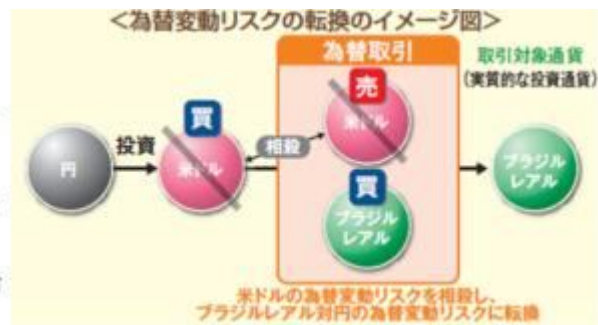 ＜為替変動リスクの転換のイメージ図＞
為替取引
取引対象通貨
(実質的な投資通貨)
売
米ドル
買
投資
相殺
円
米ドル
買
ブラジル
レアル
ブラジル
レアル
米ドルの為替変動リスクを相殺し、
ブラジルレアル対円の為替変動リスクに転換